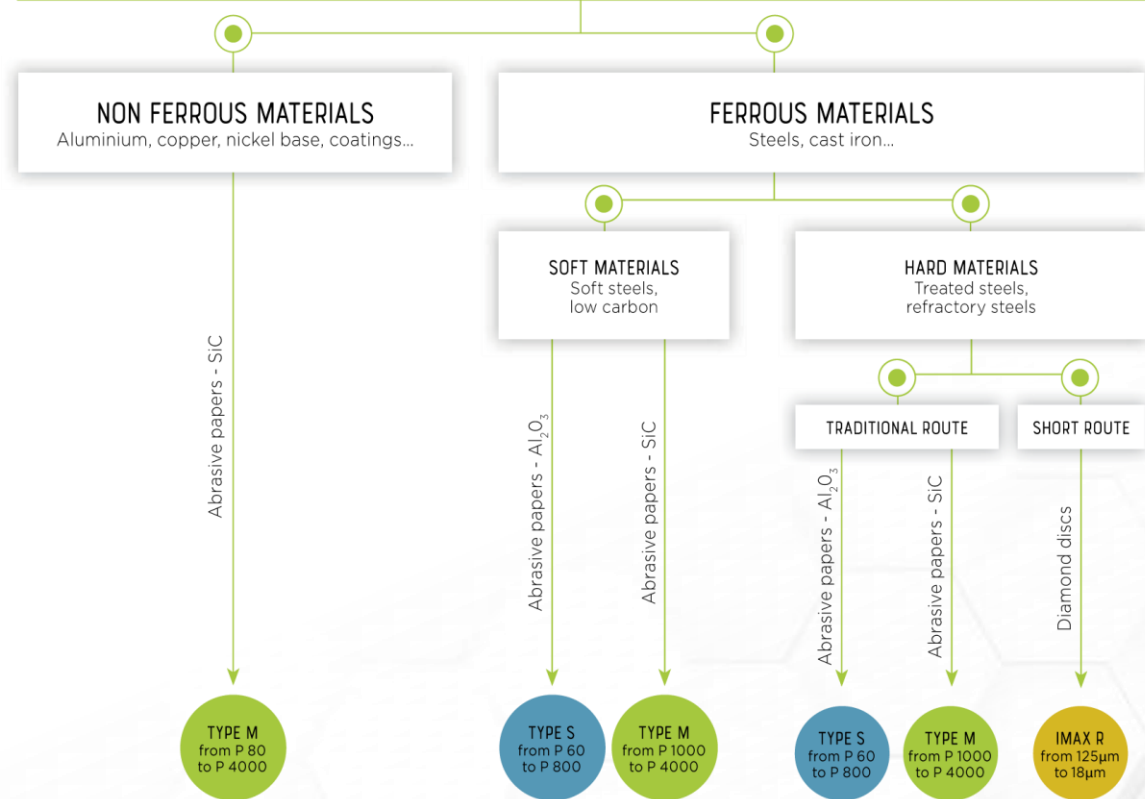 NON FERROUS MATERIALS
Aluminium, copper, nickel base, coatings...
FERROUS MATERIALS
Steels, cast iron...
SOFT MATERIALS
Soft steels,
low carbon
HARD MATERIALS
Treated steels,
refractory steels
TRADITIONAL ROUTE
SHORT ROUTE
Abrasive papers - SiC
Abrasive papers - Al₂O₃
Abrasive papers - SiC
Abrasive papers - Al₂O₃
Abrasive papers - SiC
Diamond discs
TYPE M
from P 80
to P 4000
TYPE S
from P 60
to P 800
TYPE M
from P 1000
to P 4000
TYPE S
from P 60
to P 800
TYPE M
from P 1000
to P 4000
IMAX R
from 125µm
to 18µm